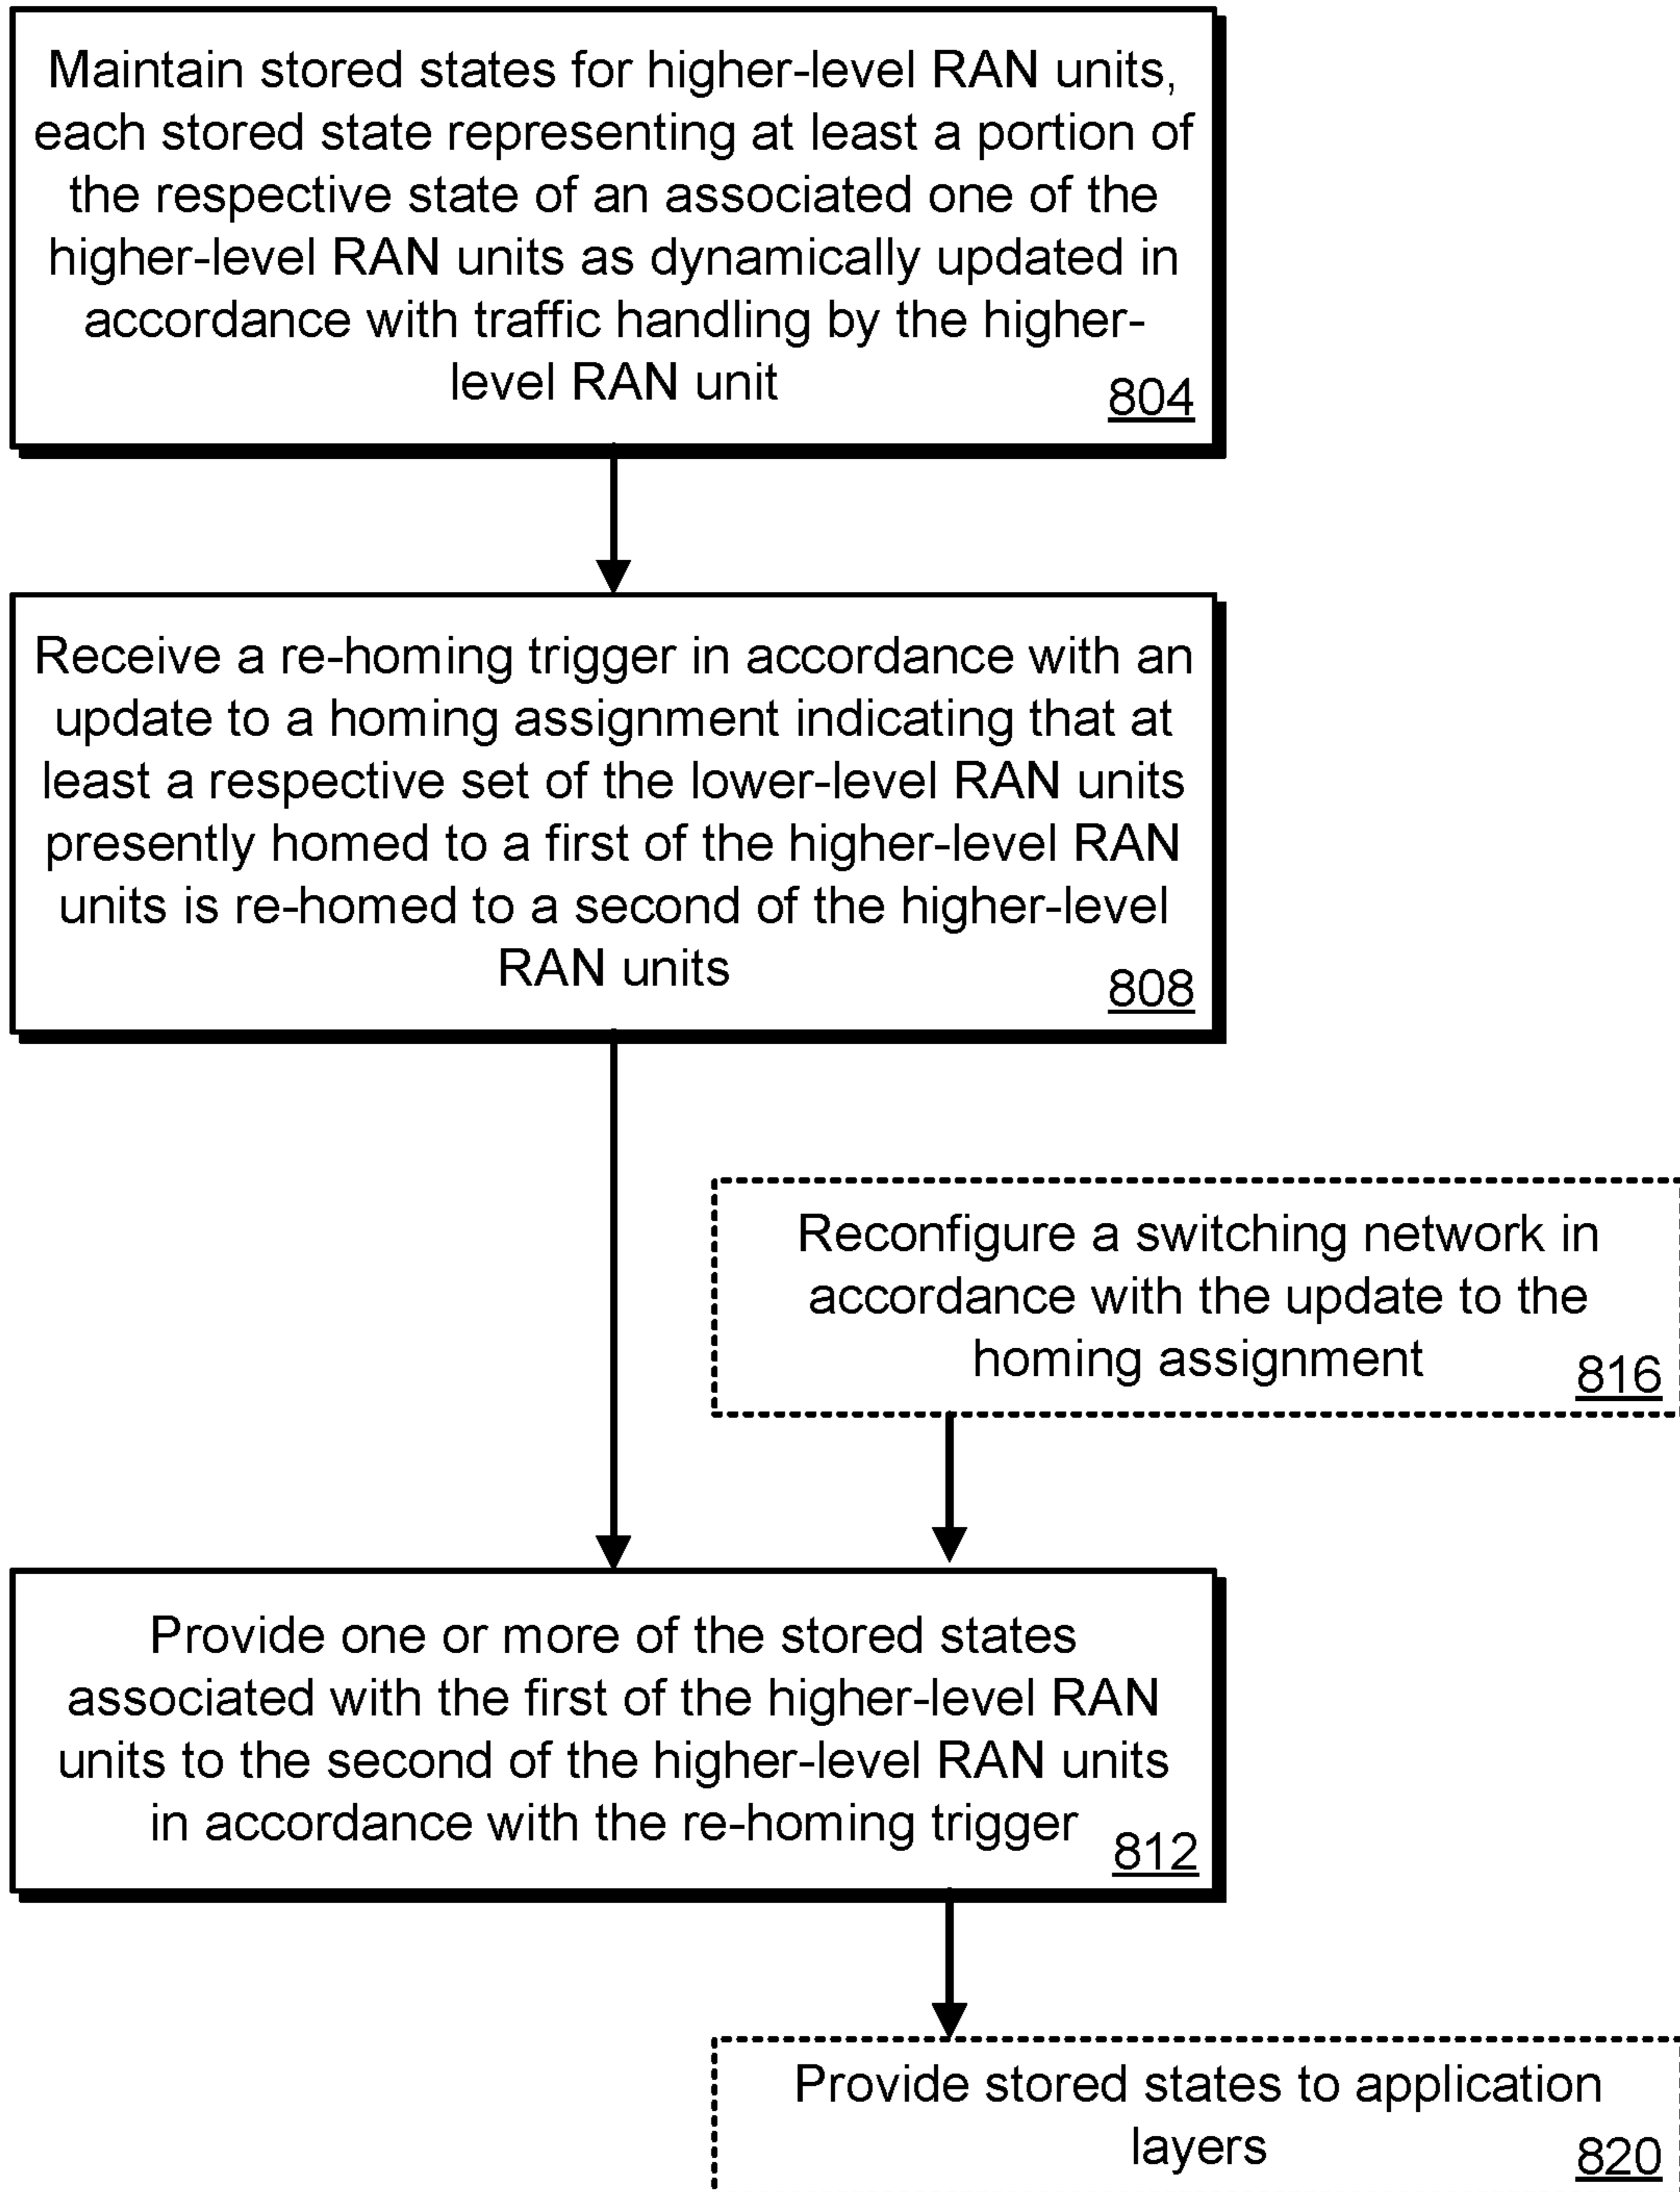 Maintain stored states for higher-level RAN units,
each stored state representing at least a portion of
the respective state of an associated one of the
higher-level RAN units as dynamically updated in
accordance with traffic handling by the higher-
level RAN unit
804
Receive a re-homing trigger in accordance with an
update to a homing assignment indicating that at
least a respective set of the lower-level RAN units
presently homed to a first of the higher-level RAN
units is re-homed to a second of the higher-level
RAN units
808
Reconfigure a switching network in
accordance with the update to the
homing assignment
816
Provide one or more of the stored states
associated with the first of the higher-level RAN
units to the second of the higher-level RAN units
in accordance with the re-homing trigger
812
Provide stored states to application
layers
820